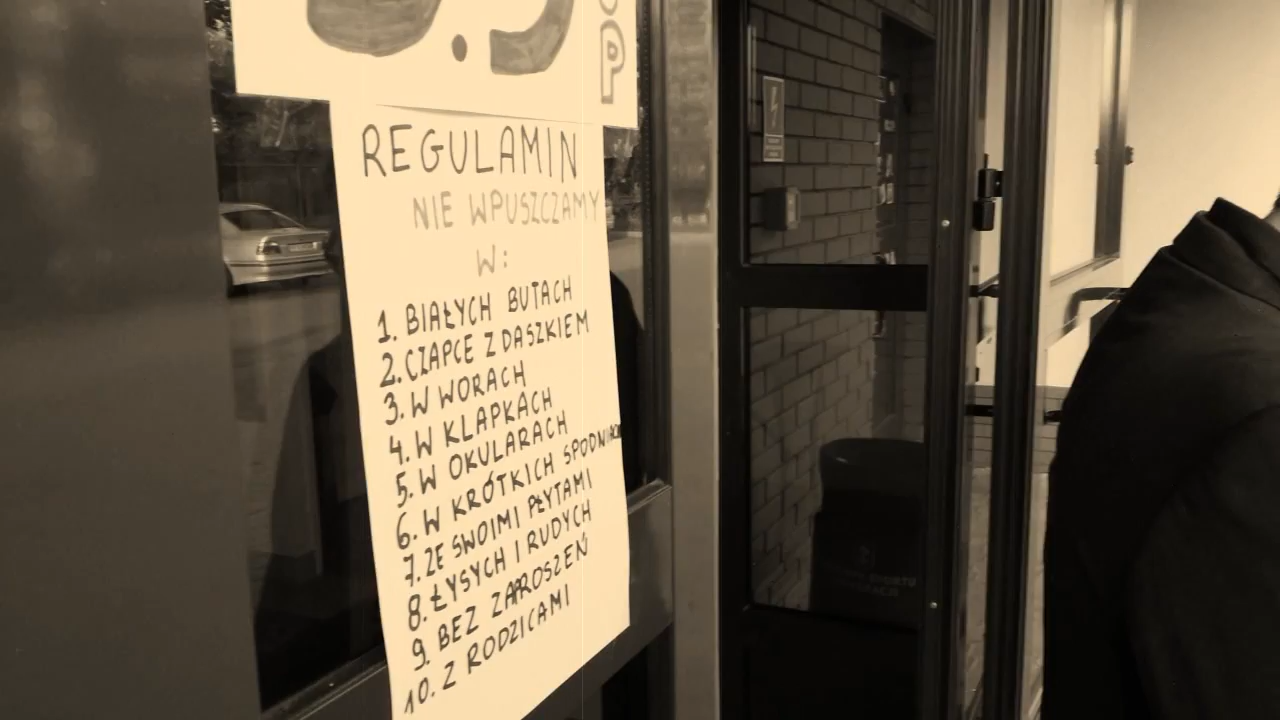 P
REGULAMIN
NIE WPUSZCZAMY
W:
1. BIAŁYCH BUTACH
2. CZAPCE Z DASZKIEM
3. W WORACH
4. W KLAPKACH
5. W OKULARACH
6. W KRÓTKICH SPODNIACH
7. ZE SWOIMI PŁYTAMI
8. ŁYSYCH I RUDYCH
9. BEZ ZAPROSZEŃ
10. Z RODZICAMI